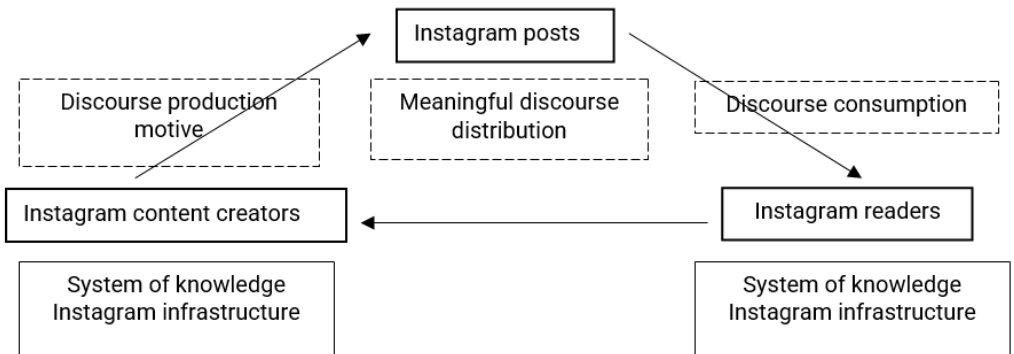 Instagram posts
Discourse production
motive
Meaningful discourse
distribution
Discourse consumption
Instagram content creators
Instagram readers
System of knowledge
Instagram infrastructure
System of knowledge
Instagram infrastructure